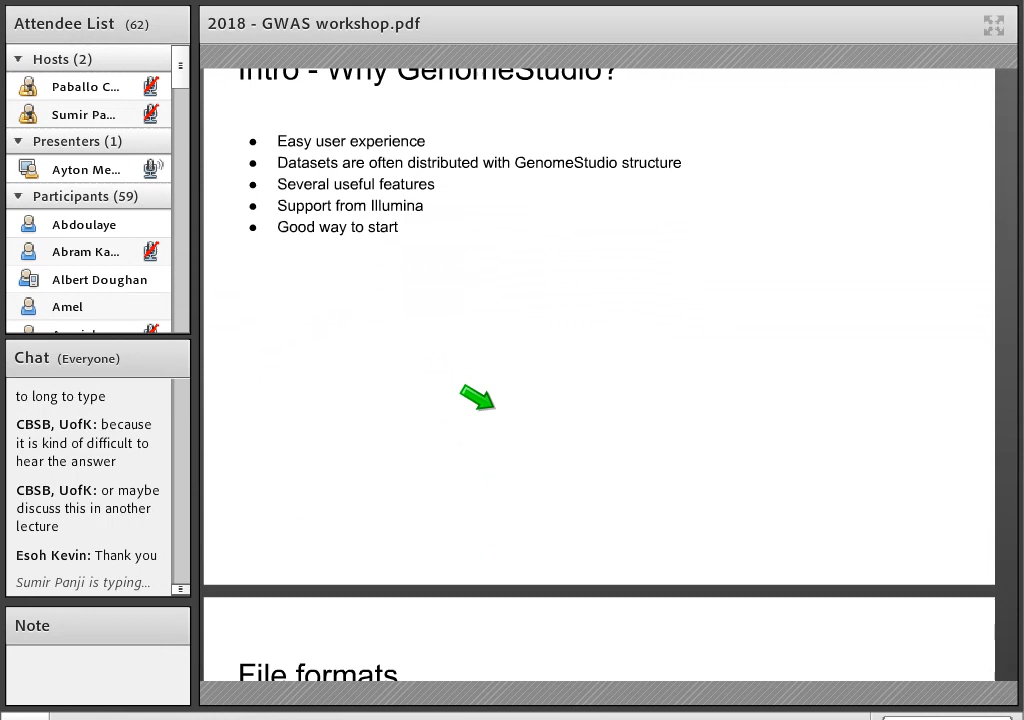 Attendee List (62)
Hosts (2)
Paballo C...
Sumir Pa...
Presenters (1)
Ayton Me...
Participants (59)
Abdoulaye
Abram Ka...
Albert Doughan
Amel
Chat (Everyone)
to long to type
CBSB, UofK: because
it is kind of difficult to
hear the answer
CBSB, UofK: or maybe
discuss this in another
lecture
Esoh Kevin: Thank you
Sumir Panji is typing...
Note
2018 - GWAS workshop.pdf
Intro - Why GenomeStudio?
● Easy user experience
● Datasets are often distributed with GenomeStudio structure
● Several useful features
● Support from Illumina
● Good way to start
File formats